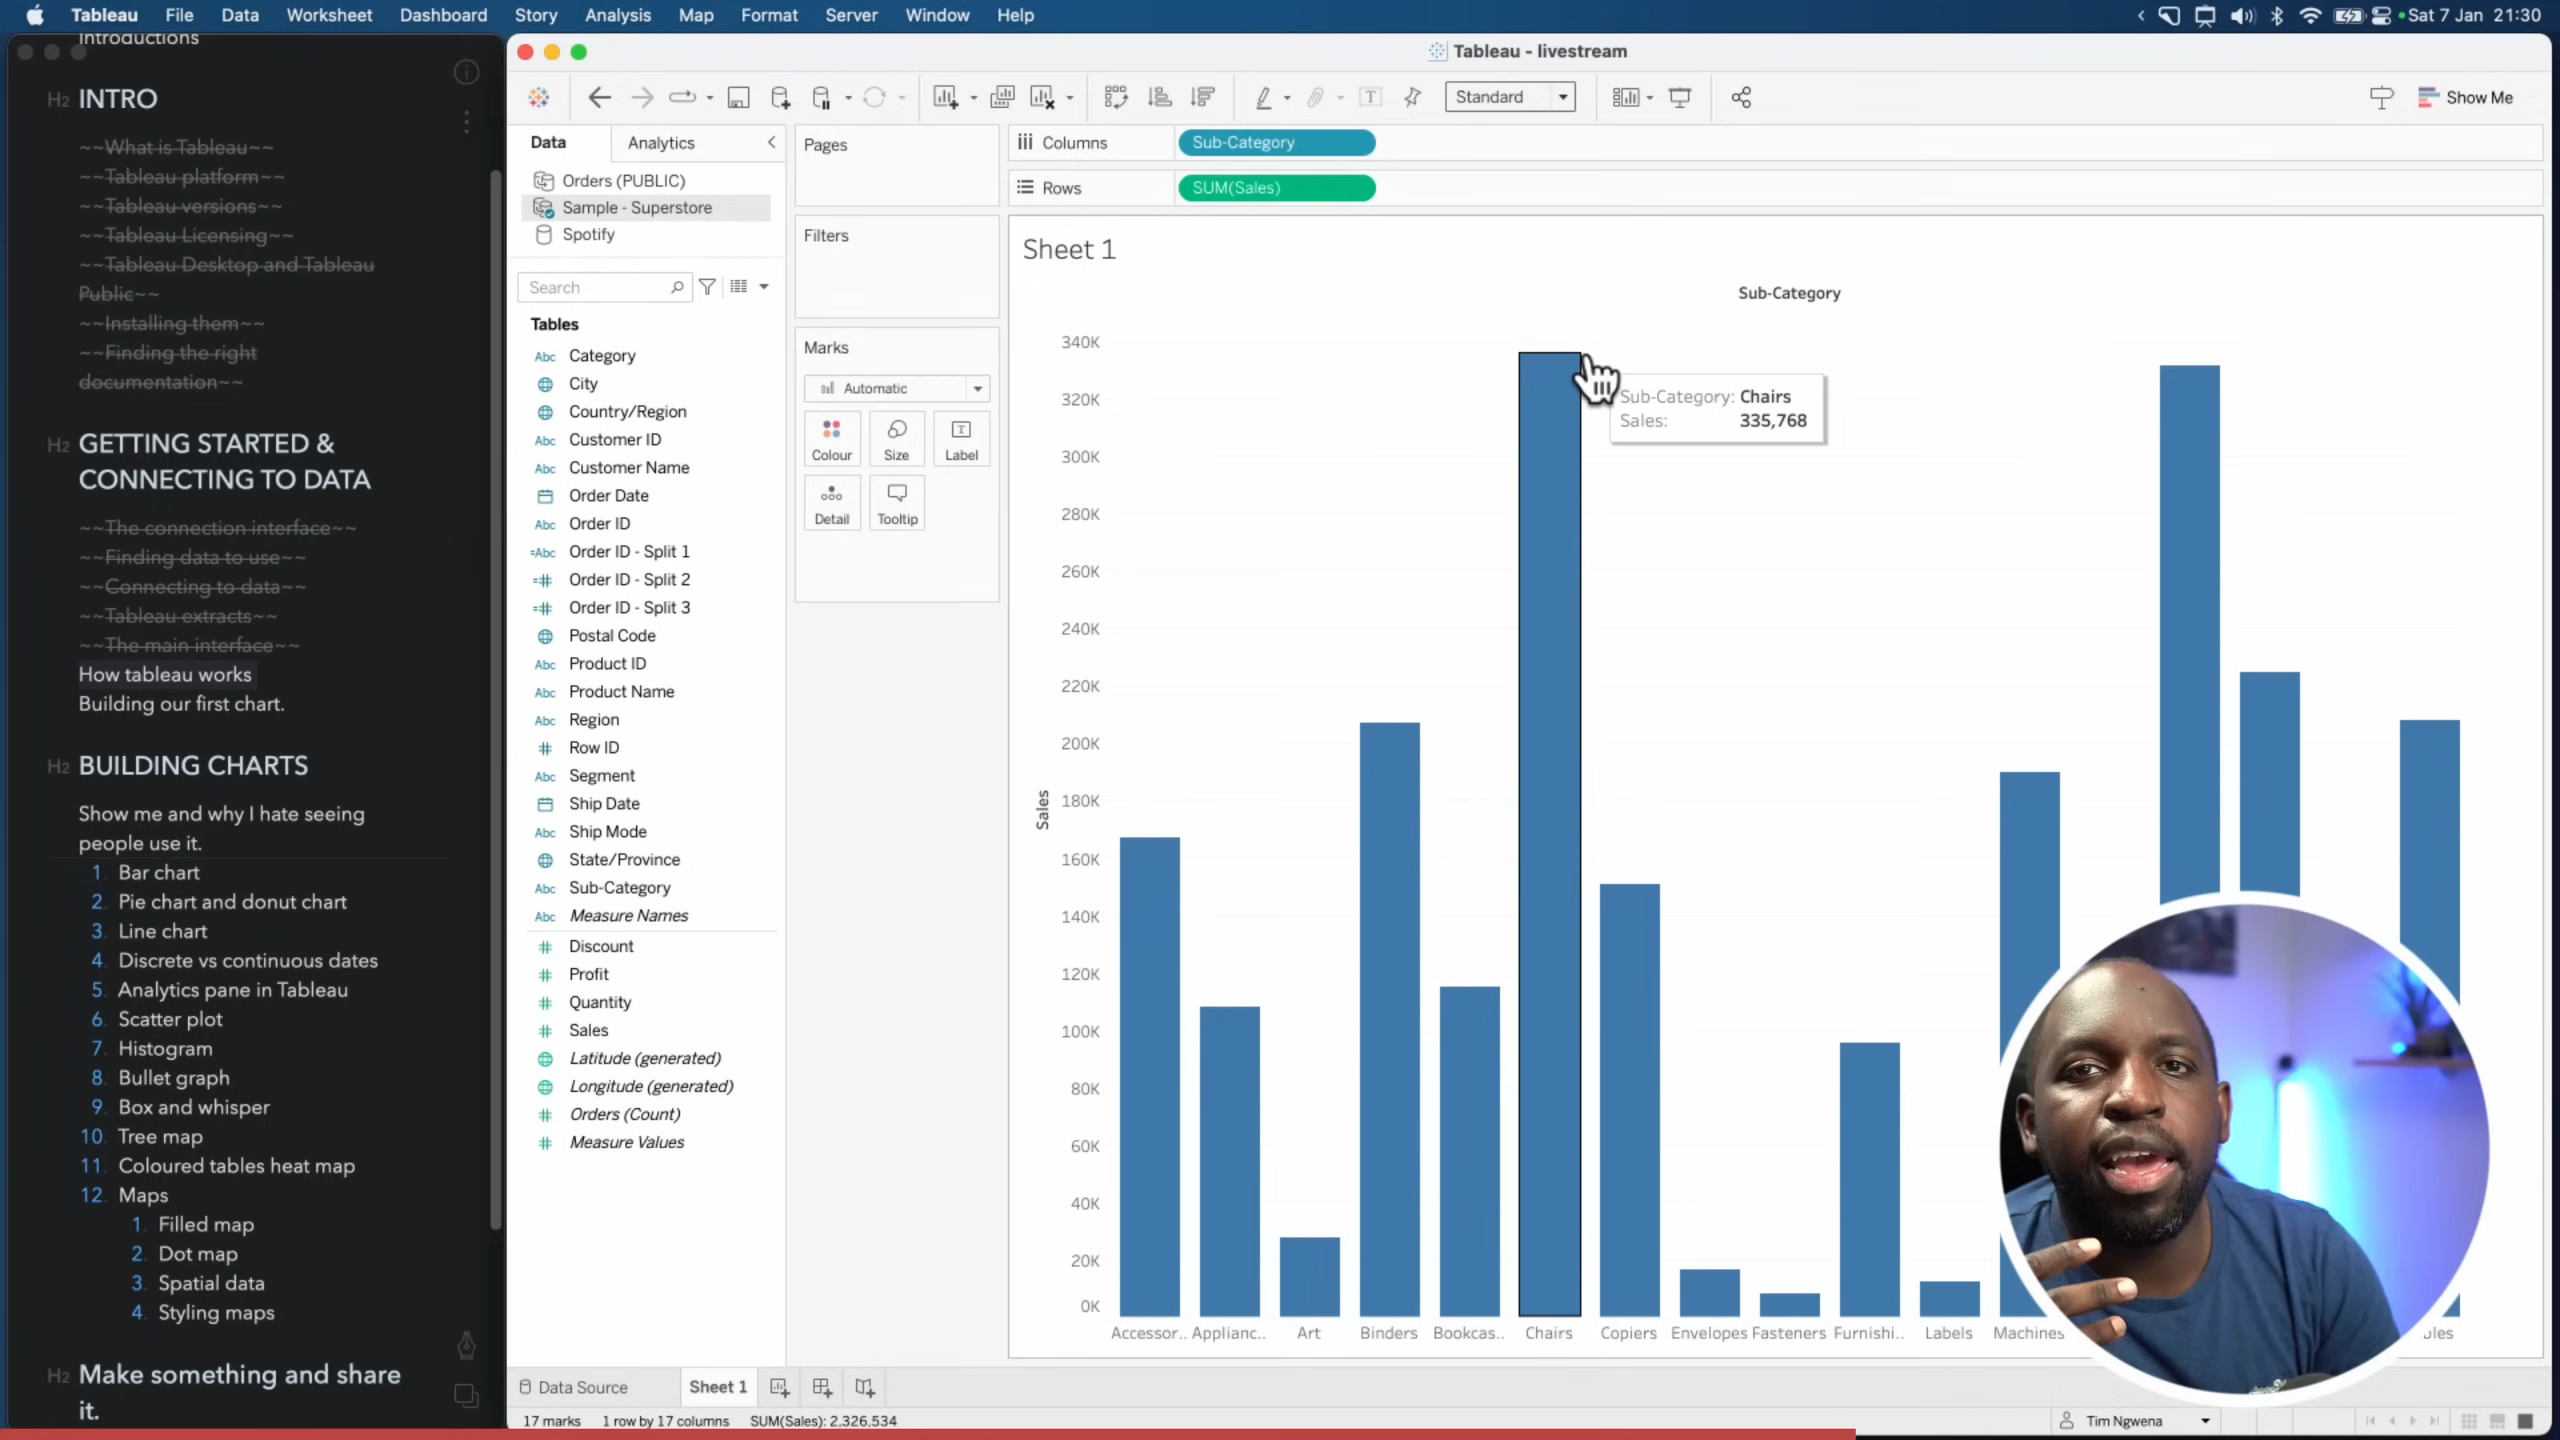 Tableau File Data Worksheet Dashboard Story Analysis Map Format Server Window Help
Sat 7 Jan 21:30
Introductions
H2 INTRO
~~What is Tableau~~
~~Tableau platform~~
~~Tableau versions~~
~~Tableau Licensing~~
~~Tableau Desktop and Tableau
Public~~
~~Installing them~~
~~Finding the right
documentation~~
H2 GETTING STARTED &
CONNECTING TO DATA
~~The connection interface~~
~~Finding data to use~~
~~Connecting to data~~
~~Tableau extracts~~
~~The main interface~~
How tableau works
Building our first chart.
H2 BUILDING CHARTS
Show me and why I hate seeing
people use it.
1. Bar chart
2. Pie chart and donut chart
3. Line chart
4. Discrete vs continuous dates
5. Analytics pane in Tableau
6. Scatter plot
7. Histogram
8. Bullet graph
9. Box and whisper
10. Tree map
11. Coloured tables heat map
12. Maps
1. Filled map
2. Dot map
3. Spatial data
4. Styling maps
H2 Make something and share
it.
Tableau - livestream
Standard
Show Me
Data Analytics
Orders (PUBLIC)
Sample - Superstore
Spotify
Search
Tables
Abc Category
City
Country/Region
Abc Customer ID
Abc Customer Name
Order Date
Abc Order ID
=Abc Order ID - Split 1
=# Order ID - Split 2
=# Order ID - Split 3
Postal Code
Abc Product ID
Abc Product Name
Abc Region
# Row ID
Abc Segment
Ship Date
Abc Ship Mode
State/Province
Abc Sub-Category
Abc Measure Names
# Discount
# Profit
# Quantity
# Sales
Latitude (generated)
Longitude (generated)
# Orders (Count)
# Measure Values
Pages
Filters
Marks
Automatic
Colour Size Label
Detail Tooltip
Columns Sub-Category
Rows SUM(Sales)
Sheet 1
Sub-Category
340K
320K
300K
280K
260K
240K
220K
200K
180K
160K
140K
120K
100K
80K
60K
40K
20K
0K
Sales
Sub-Category: Chairs
Sales: 335,768
Accessor.. Applianc.. Art Binders Bookcas.. Chairs Copiers Envelopes Fasteners Furnishi.. Labels Machines
Data Source Sheet 1
17 marks 1 row by 17 columns SUM(Sales): 2,326,534
Tim Ngwena